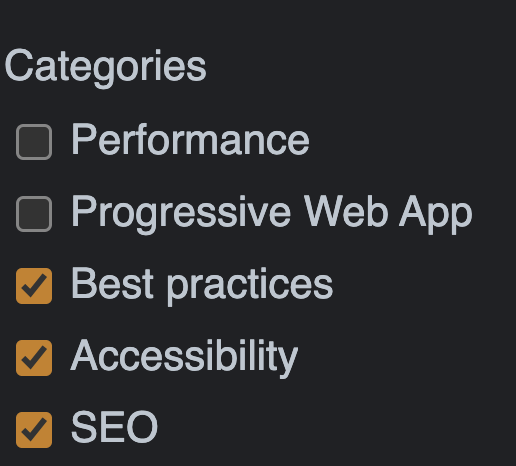 Categories
Performance
Progressive Web App
Best practices
Accessibility
SEO